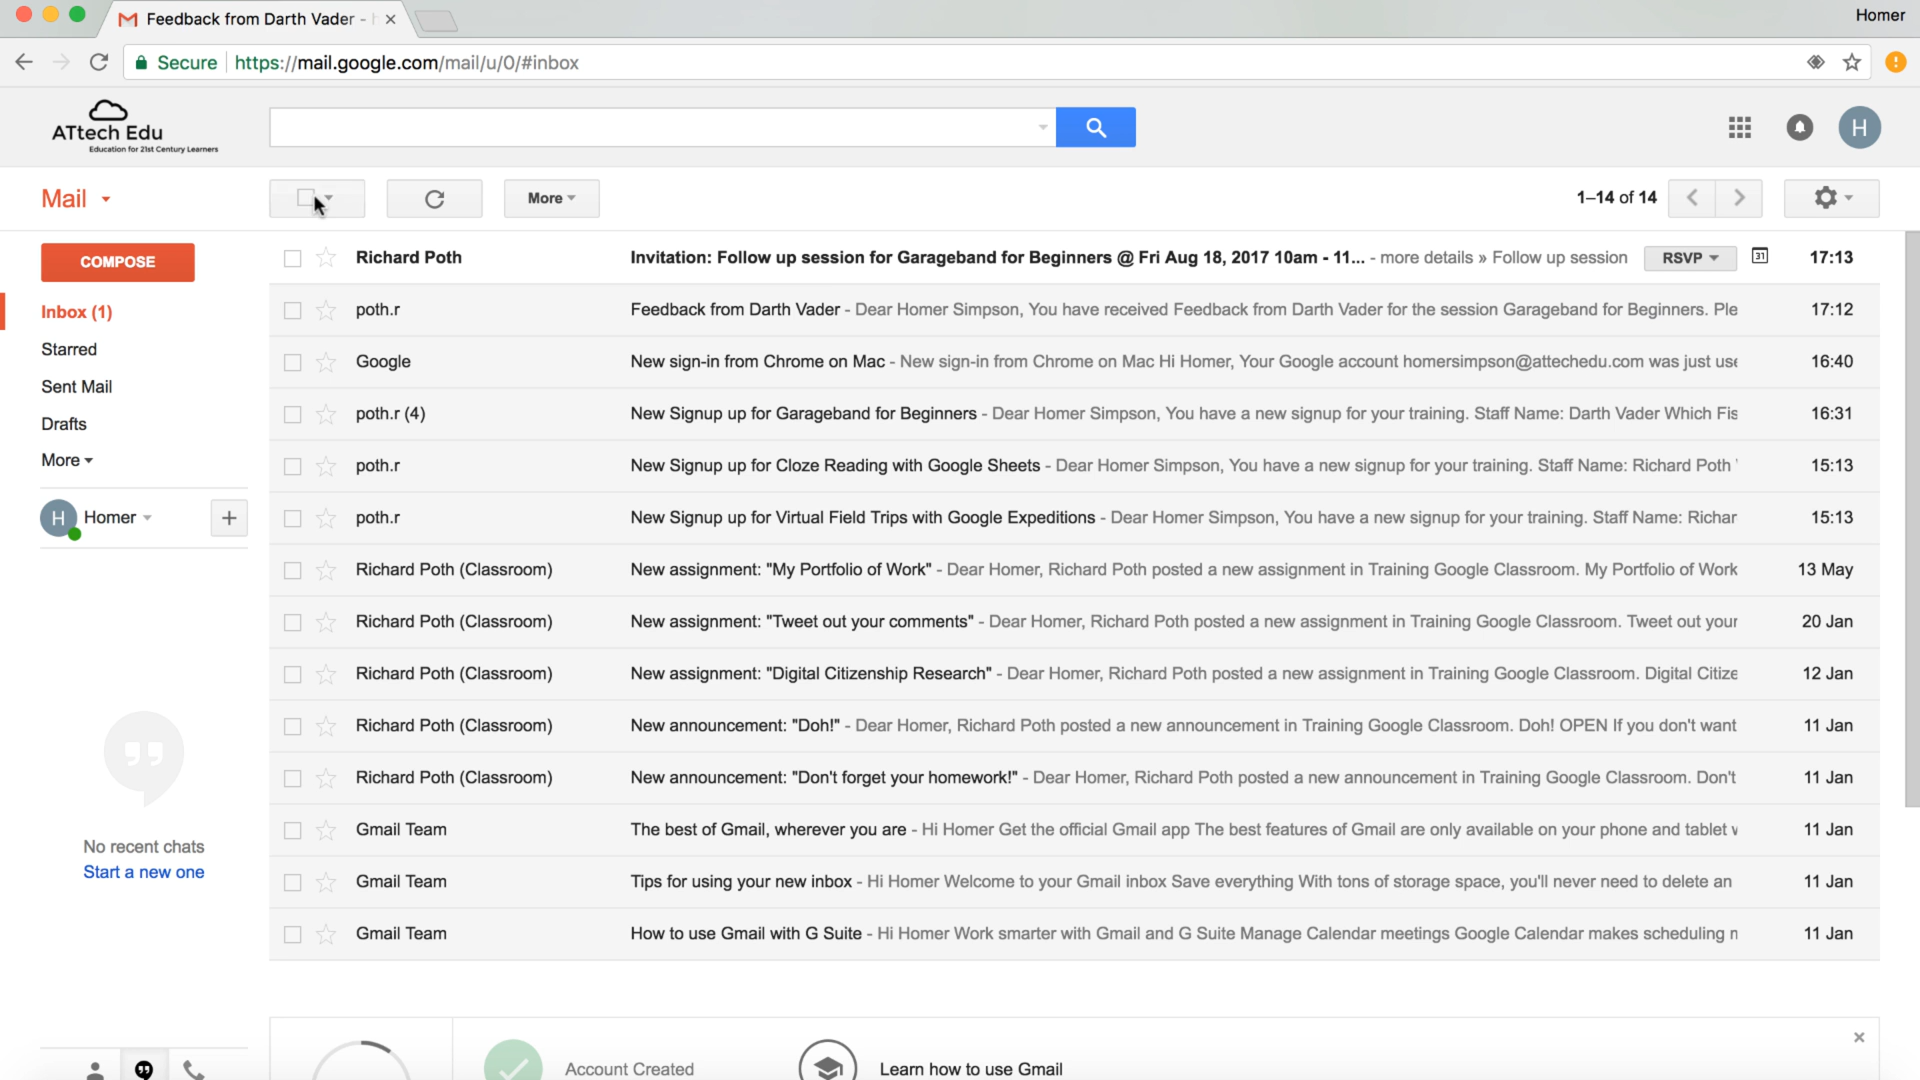 Feedback from Darth Vader -
Homer
Secure https://mail.google.com/mail/u/0/#inbox
ATtech Edu
Education for 21st Century Learners
H
Mail
More
1–14 of 14
COMPOSE
Richard Poth Invitation: Follow up session for Garageband for Beginners @ Fri Aug 18, 2017 10am - 11... - more details » Follow up session RSVP 31 17:13
Inbox (1)
poth.r Feedback from Darth Vader - Dear Homer Simpson, You have received Feedback from Darth Vader for the session Garageband for Beginners. Ple 17:12
Starred
Google New sign-in from Chrome on Mac - New sign-in from Chrome on Mac Hi Homer, Your Google account homersimpson@attechedu.com was just use 16:40
Sent Mail
poth.r (4) New Signup up for Garageband for Beginners - Dear Homer Simpson, You have a new signup for your training. Staff Name: Darth Vader Which Fis 16:31
Drafts
More
poth.r New Signup up for Cloze Reading with Google Sheets - Dear Homer Simpson, You have a new signup for your training. Staff Name: Richard Poth 15:13
H Homer +
poth.r New Signup up for Virtual Field Trips with Google Expeditions - Dear Homer Simpson, You have a new signup for your training. Staff Name: Richar 15:13
Richard Poth (Classroom) New assignment: "My Portfolio of Work" - Dear Homer, Richard Poth posted a new assignment in Training Google Classroom. My Portfolio of Work 13 May
Richard Poth (Classroom) New assignment: "Tweet out your comments" - Dear Homer, Richard Poth posted a new assignment in Training Google Classroom. Tweet out your 20 Jan
Richard Poth (Classroom) New assignment: "Digital Citizenship Research" - Dear Homer, Richard Poth posted a new assignment in Training Google Classroom. Digital Citize 12 Jan
Richard Poth (Classroom) New announcement: "Doh!" - Dear Homer, Richard Poth posted a new announcement in Training Google Classroom. Doh! OPEN If you don't want 11 Jan
Richard Poth (Classroom) New announcement: "Don't forget your homework!" - Dear Homer, Richard Poth posted a new announcement in Training Google Classroom. Don't 11 Jan
Gmail Team The best of Gmail, wherever you are - Hi Homer Get the official Gmail app The best features of Gmail are only available on your phone and tablet 11 Jan
No recent chats
Start a new one
Gmail Team Tips for using your new inbox - Hi Homer Welcome to your Gmail inbox Save everything With tons of storage space, you'll never need to delete an 11 Jan
Gmail Team How to use Gmail with G Suite - Hi Homer Work smarter with Gmail and G Suite Manage Calendar meetings Google Calendar makes scheduling 11 Jan
Account Created
Learn how to use Gmail